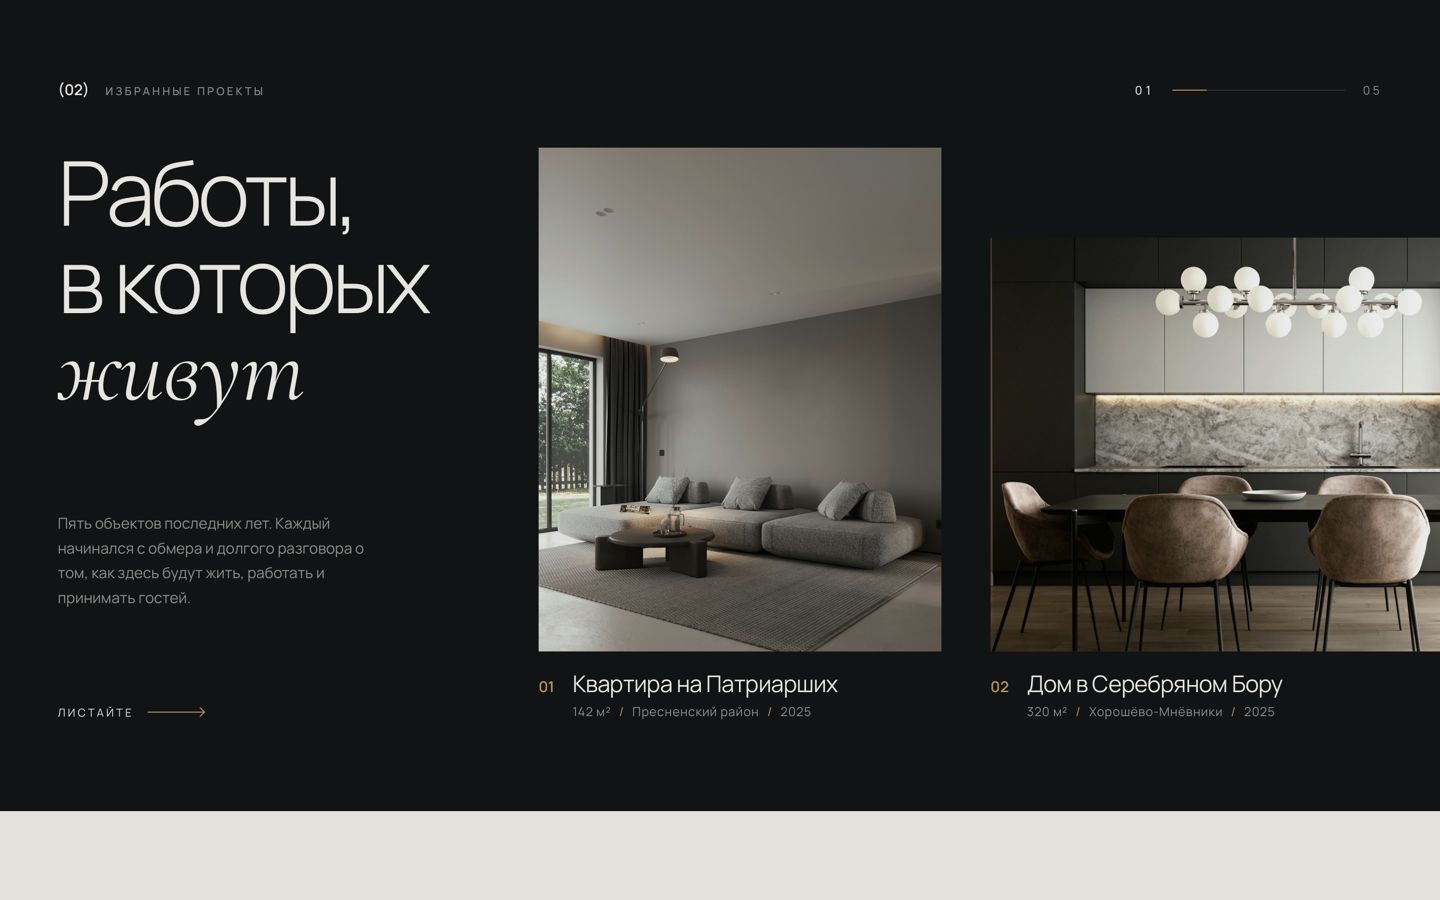 (02) ИЗБРАННЫЕ ПРОЕКТЫ
01 05
Работы,
в которых
живут
Пять объектов последних лет. Каждый
начинался с обмера и долгого разговора о
том, как здесь будут жить, работать и
принимать гостей.
ЛИСТАЙТЕ
01 Квартира на Патриарших
142 м² / Пресненский район / 2025
02 Дом в Серебряном Бору
320 м² / Хорошёво-Мнёвники / 2025